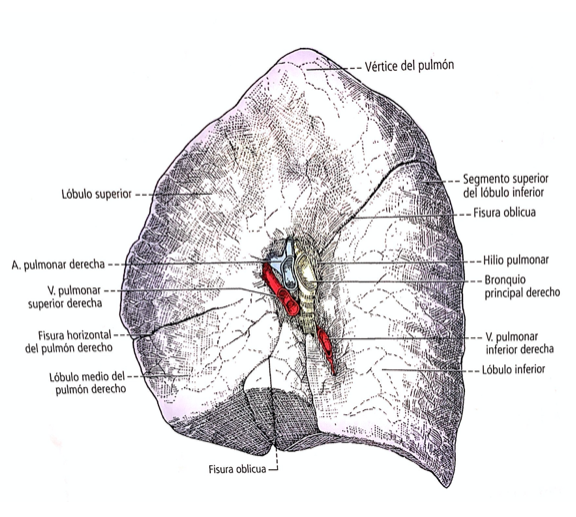 Vértice del pulmón
Segmento superior
del lóbulo inferior
Lóbulo superior
Fisura oblicua
A. pulmonar derecha
Hilio pulmonar
V. pulmonar
superior derecha
Bronquio
principal derecho
Fisura horizontal
del pulmón derecho
V. pulmonar
inferior derecha
Lóbulo medio del
pulmón derecho
Lóbulo inferior
Fisura oblicua